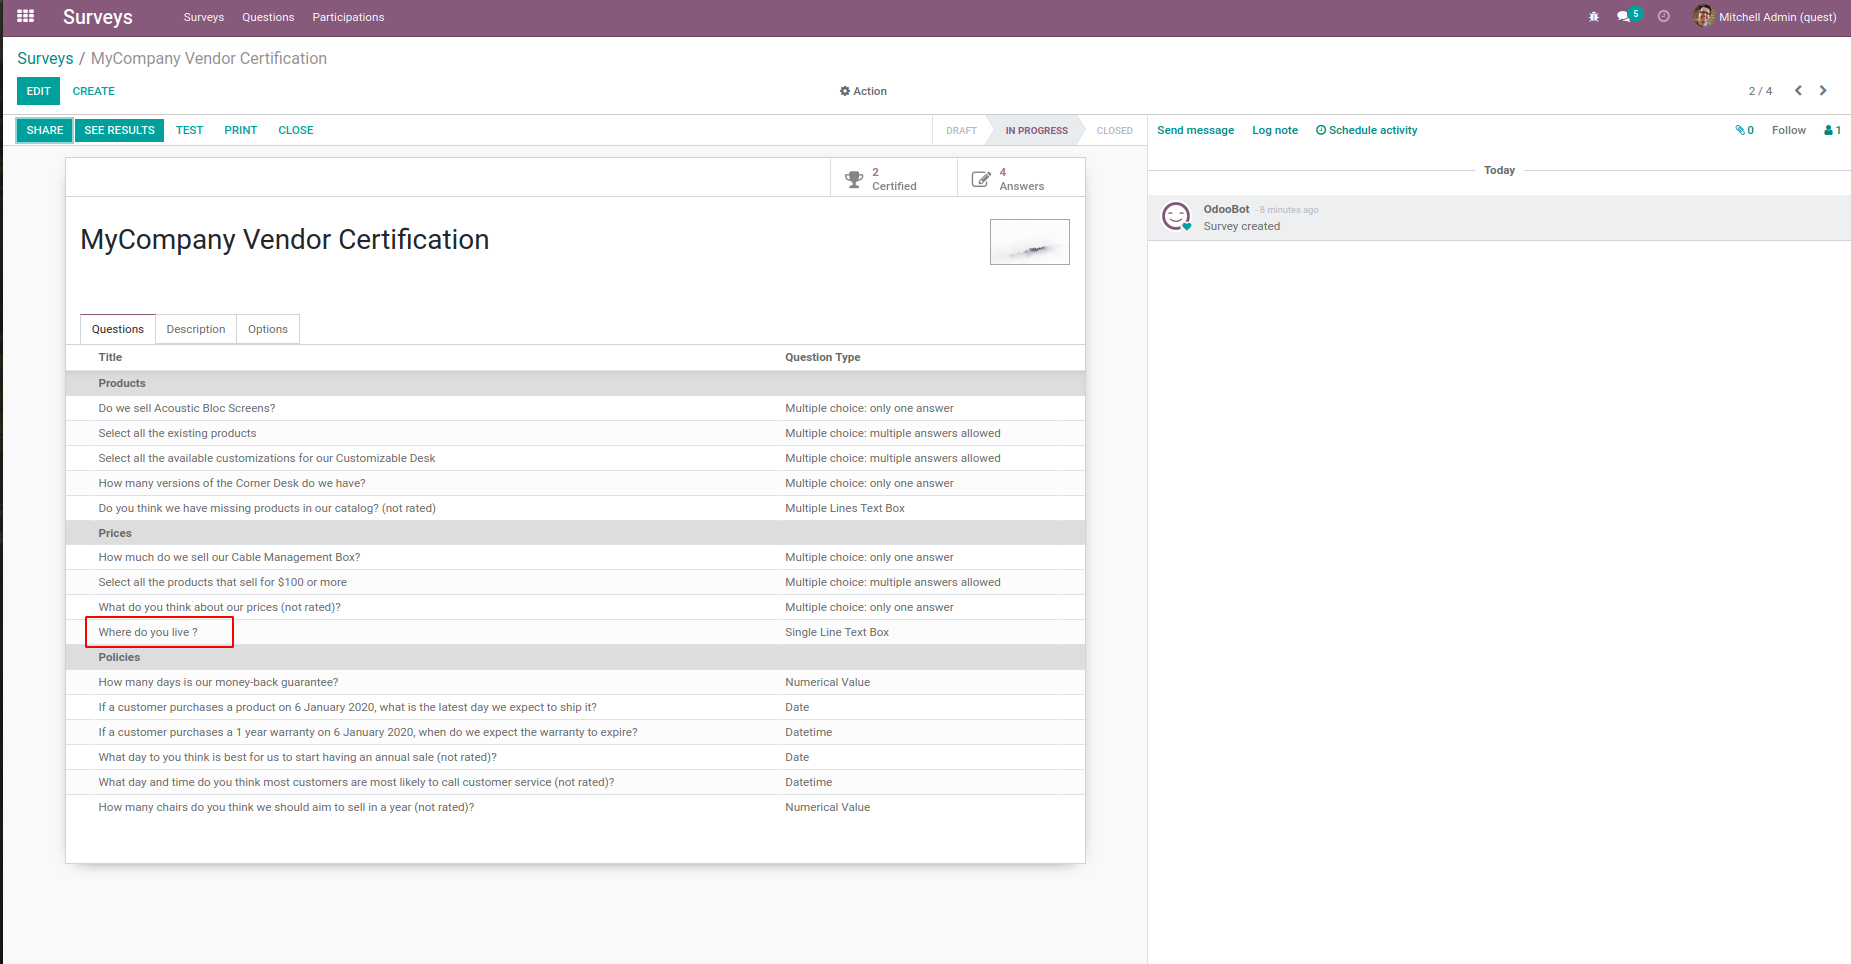 Surveys Surveys Questions Participations 5 Mitchell Admin (quest)
Surveys / MyCompany Vendor Certification
EDIT CREATE Action 2 / 4
SHARE SEE RESULTS TEST PRINT CLOSE DRAFT IN PROGRESS CLOSED Send message Log note Schedule activity 0 Follow 1
Today
2
Certified
4
Answers
OdooBot - 8 minutes ago
Survey created
MyCompany Vendor Certification
Questions Description Options
Title Question Type
Products
Do we sell Acoustic Bloc Screens? Multiple choice: only one answer
Select all the existing products Multiple choice: multiple answers allowed
Select all the available customizations for our Customizable Desk Multiple choice: multiple answers allowed
How many versions of the Corner Desk do we have? Multiple choice: only one answer
Do you think we have missing products in our catalog? (not rated) Multiple Lines Text Box
Prices
How much do we sell our Cable Management Box? Multiple choice: only one answer
Select all the products that sell for $100 or more Multiple choice: multiple answers allowed
What do you think about our prices (not rated)? Multiple choice: only one answer
Where do you live ? Single Line Text Box
Policies
How many days is our money-back guarantee? Numerical Value
If a customer purchases a product on 6 January 2020, what is the latest day we expect to ship it? Date
If a customer purchases a 1 year warranty on 6 January 2020, when do we expect the warranty to expire? Datetime
What day to you think is best for us to start having an annual sale (not rated)? Date
What day and time do you think most customers are most likely to call customer service (not rated)? Datetime
How many chairs do you think we should aim to sell in a year (not rated)? Numerical Value